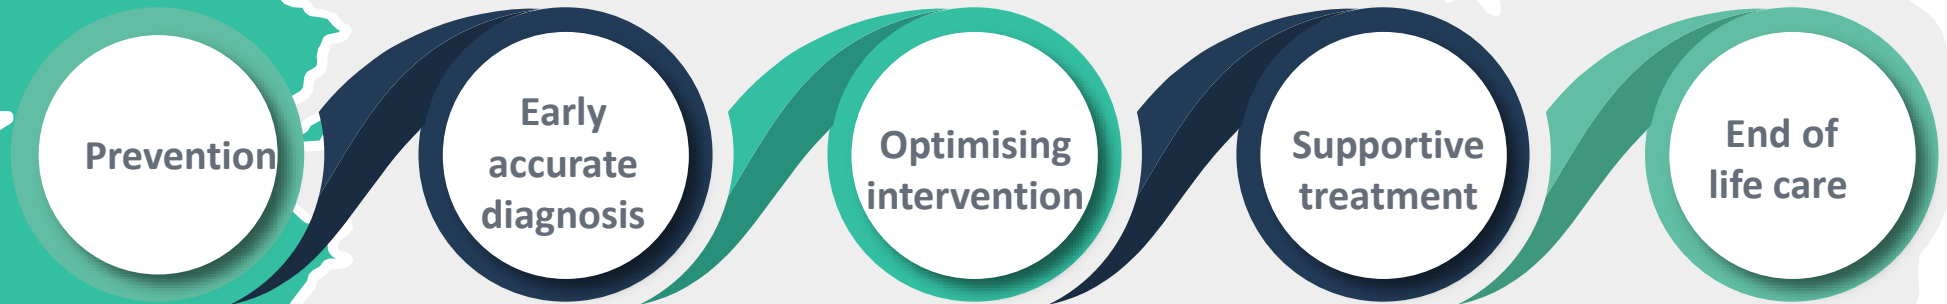 Prevention
Early
accurate
diagnosis
Optimising
intervention
Supportive
treatment
End of
life care